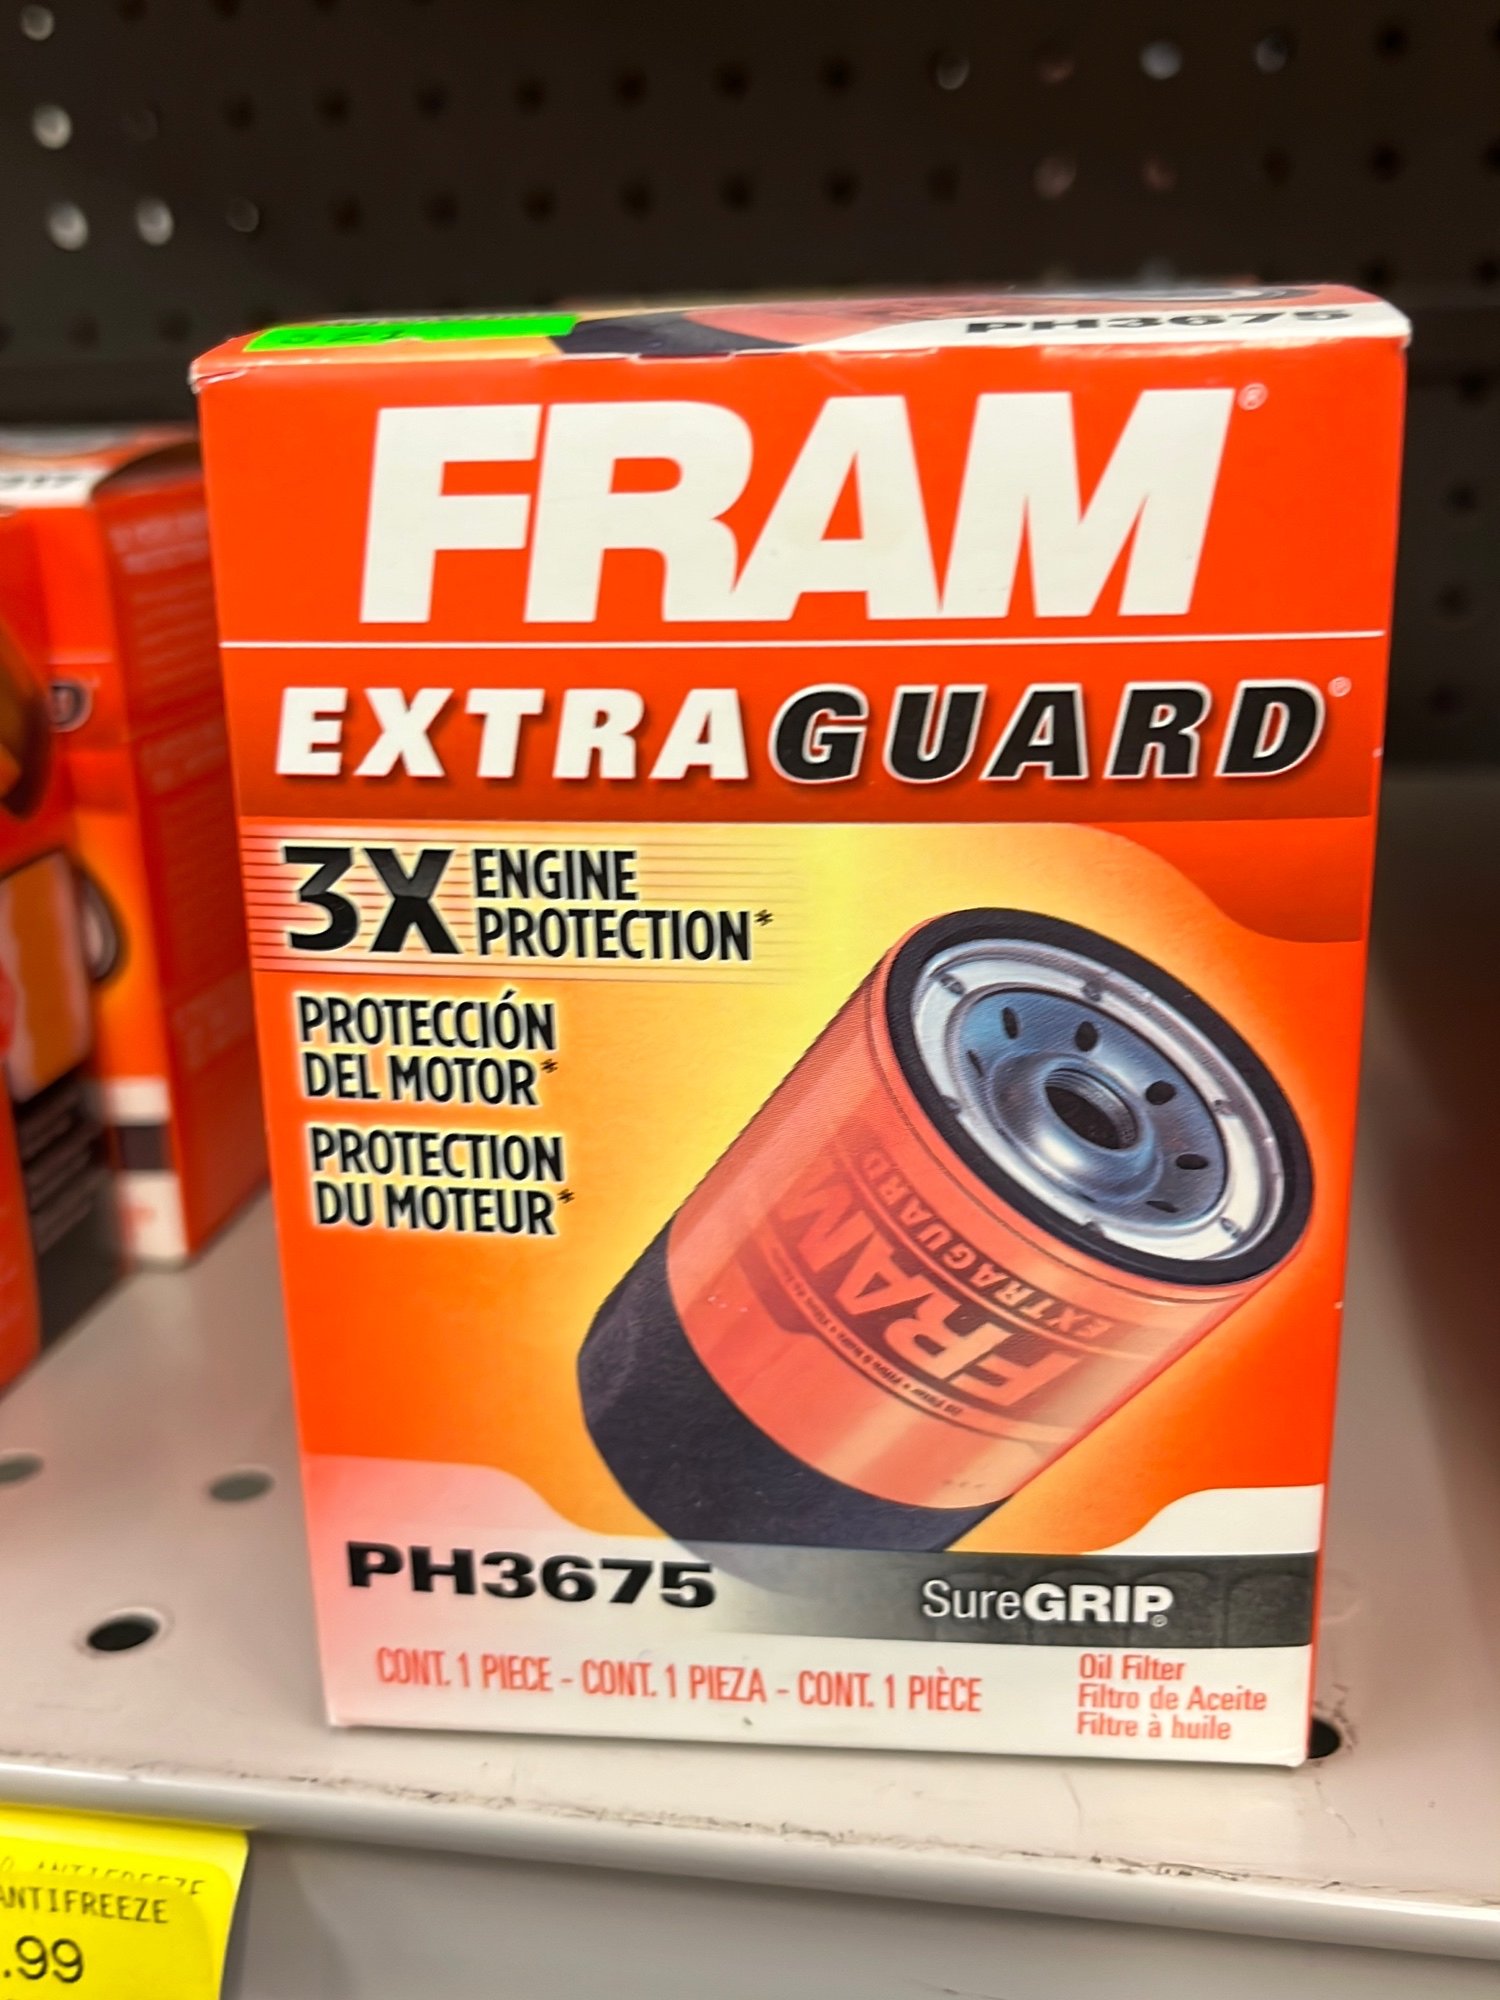 PH3675
FRAM®
EXTRAGUARD®
3X ENGINE
PROTECTION*
PROTECCIÓN
DEL MOTOR*
PROTECTION
DU MOTEUR*
FRAM
EXTRAGUARD
PH3675
SureGRIP®
CONT. 1 PIECE - CONT. 1 PIEZA - CONT. 1 PIÈCE
Oil Filter
Filtro de Aceite
Filtre à huile
ANTIFREEZE
ANTIFREEZE
.99